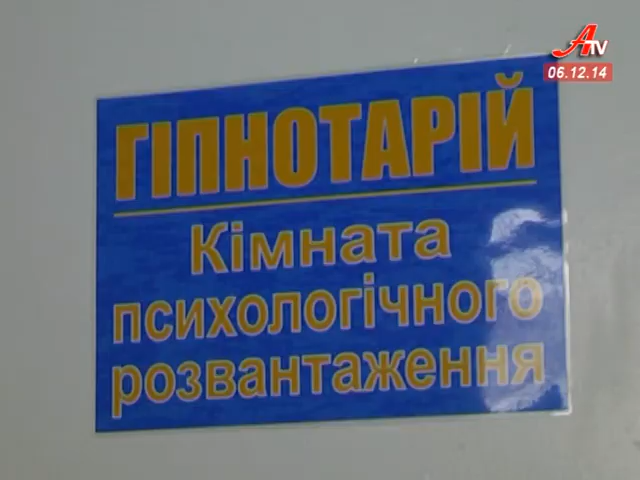 ATV
06.12.14
ГІПНОТАРІЙ
Кімната
психологічного
розвантаження